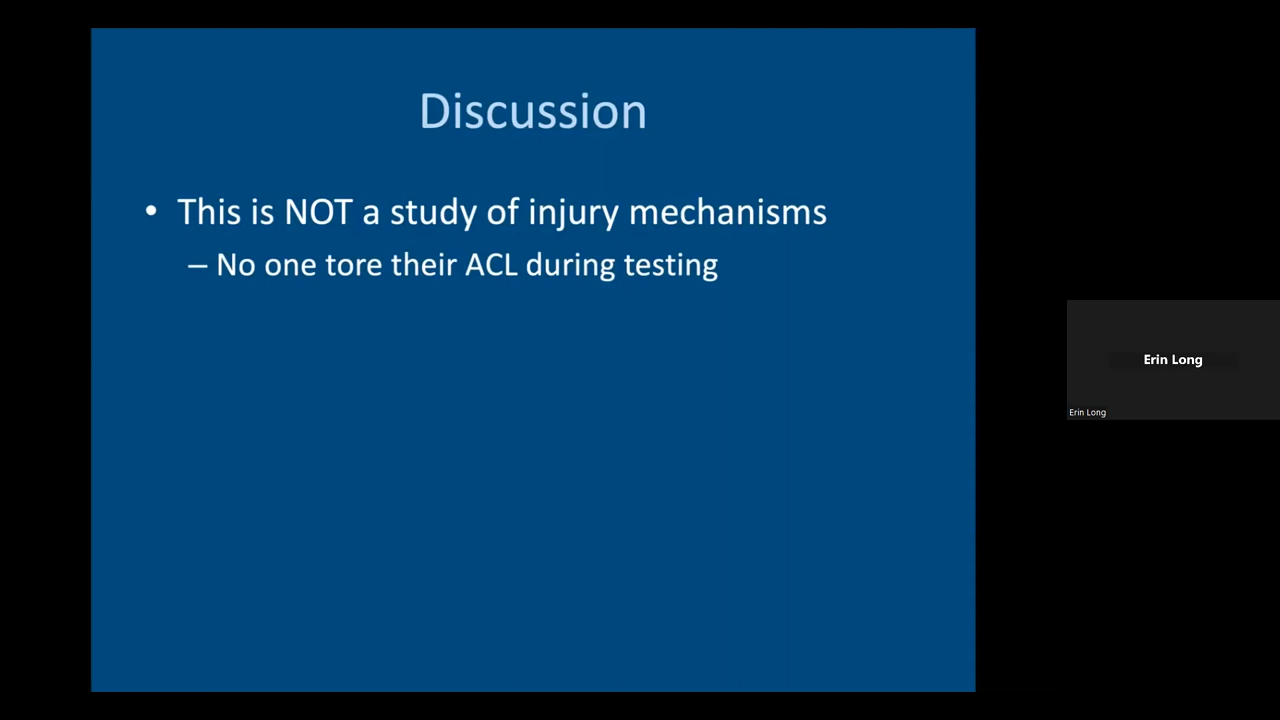 Discussion
• This is NOT a study of injury mechanisms
– No one tore their ACL during testing
Erin Long
Erin Long